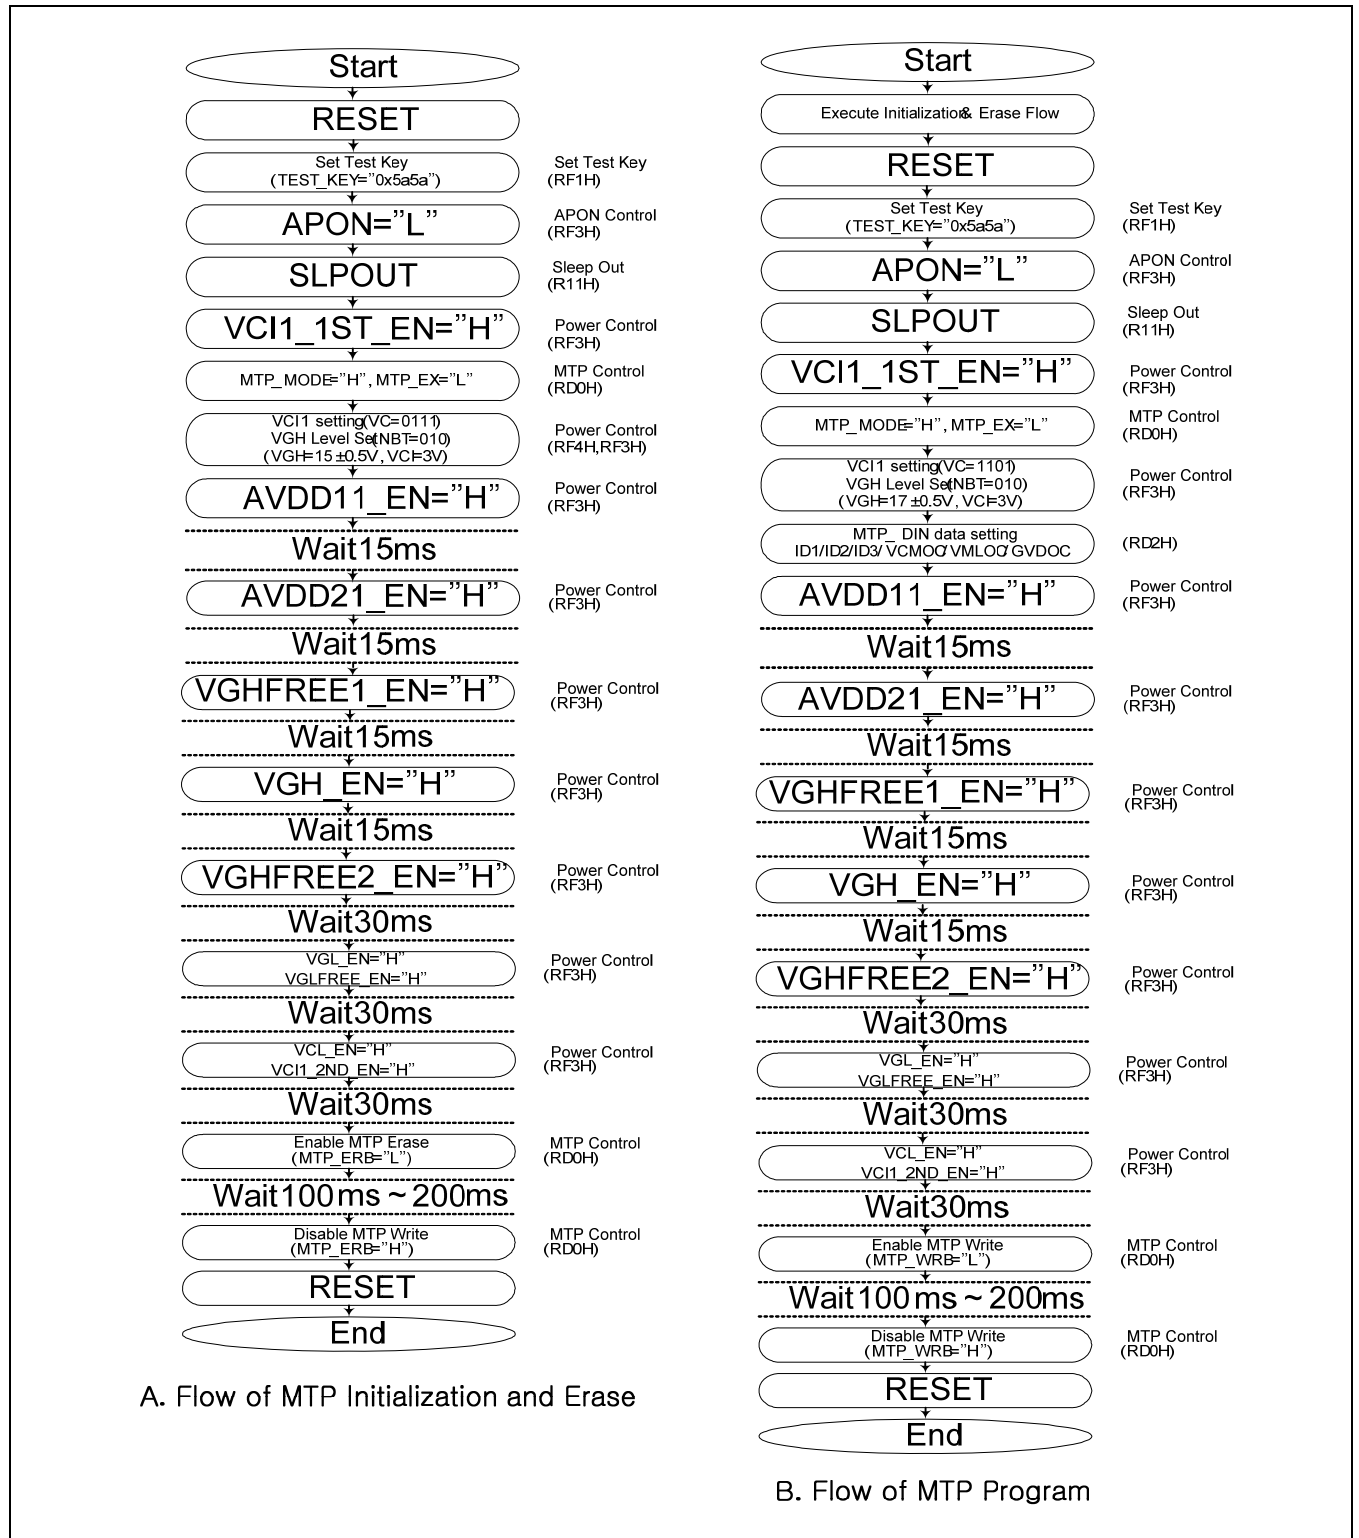 Start
RESET
Set Test Key
(TEST_KEY="0x5a5a")
Set Test Key
(RF1H)
APON="L"
APON Control
(RF3H)
SLPOUT
Sleep Out
(R11H)
VCI1_1ST_EN="H"
Power Control
(RF3H)
MTP_MODE="H", MTP_EX="L"
MTP Control
(RD0H)
VCI1 setting(VC=0111)
VGH Level Set(NBT=010)
(VGH=15 ±0.5V, VCI=3V)
Power Control
(RF4H,RF3H)
AVDD11_EN="H"
Power Control
(RF3H)
Wait15ms
AVDD21_EN="H"
Power Control
(RF3H)
Wait15ms
VGHFREE1_EN="H"
Power Control
(RF3H)
Wait15ms
VGH_EN="H"
Power Control
(RF3H)
Wait15ms
VGHFREE2_EN="H"
Power Control
(RF3H)
Wait30ms
VGL_EN="H"
VGLFREE_EN="H"
Power Control
(RF3H)
Wait30ms
VCL_EN="H"
VCI1_2ND_EN="H"
Power Control
(RF3H)
Wait30ms
Enable MTP Erase
(MTP_ERB="L")
MTP Control
(RD0H)
Wait100ms ~ 200ms
Disable MTP Write
(MTP_ERB="H")
MTP Control
(RD0H)
RESET
End
A. Flow of MTP Initialization and Erase
Start
Execute Initialization& Erase Flow
RESET
Set Test Key
(TEST_KEY="0x5a5a")
Set Test Key
(RF1H)
APON="L"
APON Control
(RF3H)
SLPOUT
Sleep Out
(R11H)
VCI1_1ST_EN="H"
Power Control
(RF3H)
MTP_MODE="H", MTP_EX="L"
MTP Control
(RD0H)
VCI1 setting(VC=1101)
VGH Level Set(NBT=010)
(VGH=17 ±0.5V, VCI=3V)
Power Control
(RF3H)
MTP_ DIN data setting
ID1/ID2/ID3/ VCMOC/ VMLOC/ GVDOC
(RD2H)
AVDD11_EN="H"
Power Control
(RF3H)
Wait15ms
AVDD21_EN="H"
Power Control
(RF3H)
Wait15ms
VGHFREE1_EN="H"
Power Control
(RF3H)
Wait15ms
VGH_EN="H"
Power Control
(RF3H)
Wait15ms
VGHFREE2_EN="H"
Power Control
(RF3H)
Wait30ms
VGL_EN="H"
VGLFREE_EN="H"
Power Control
(RF3H)
Wait30ms
VCL_EN="H"
VCI1_2ND_EN="H"
Power Control
(RF3H)
Wait30ms
Enable MTP Write
(MTP_WRB="L")
MTP Control
(RD0H)
Wait100ms ~ 200ms
Disable MTP Write
(MTP_WRB="H")
MTP Control
(RD0H)
RESET
End
B. Flow of MTP Program